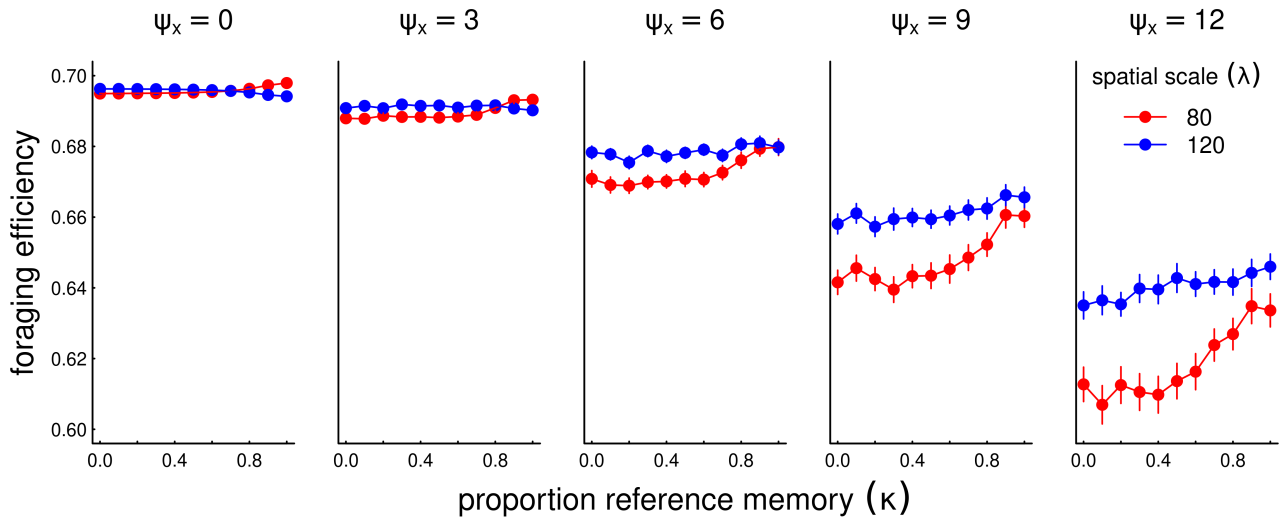 ψx = 0
ψx = 3
ψx = 6
ψx = 9
ψx = 12
foraging efficiency
0.70
0.68
0.66
0.64
0.62
0.60
spatial scale (λ)
80
120
0.0 0.4 0.8
0.0 0.4 0.8
0.0 0.4 0.8
0.0 0.4 0.8
0.0 0.4 0.8
proportion reference memory (κ)